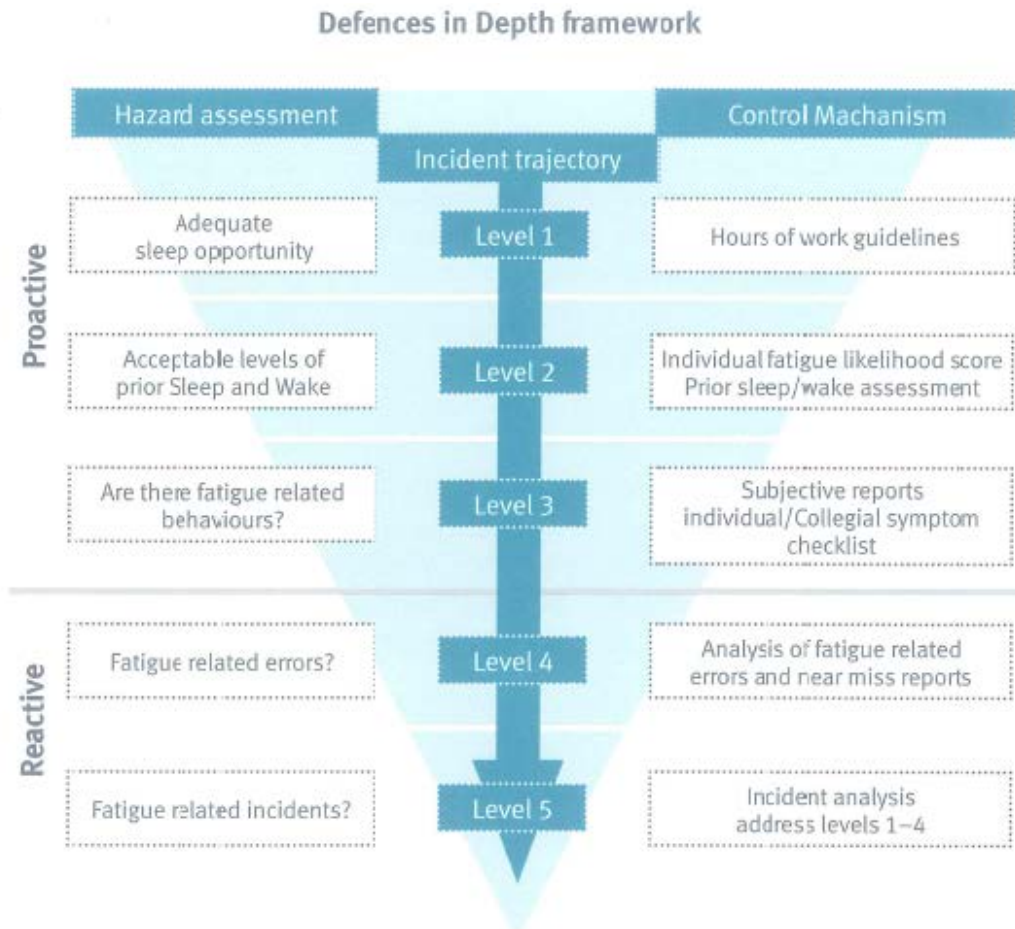 Defences in Depth framework
Hazard assessment
Control Machanism
Incident trajectory
Proactive
Adequate
sleep opportunity
Level 1
Hours of work guidelines
Acceptable levels of
prior Sleep and Wake
Level 2
Individual fatigue likelihood score
Prior sleep/wake assessment
Are there fatigue related
behaviours?
Level 3
Subjective reports
individual/Collegial symptom
checklist
Reactive
Fatigue related errors?
Level 4
Analysis of fatigue related
errors and near miss reports
Fatigue related incidents?
Level 5
Incident analysis
address levels 1–4